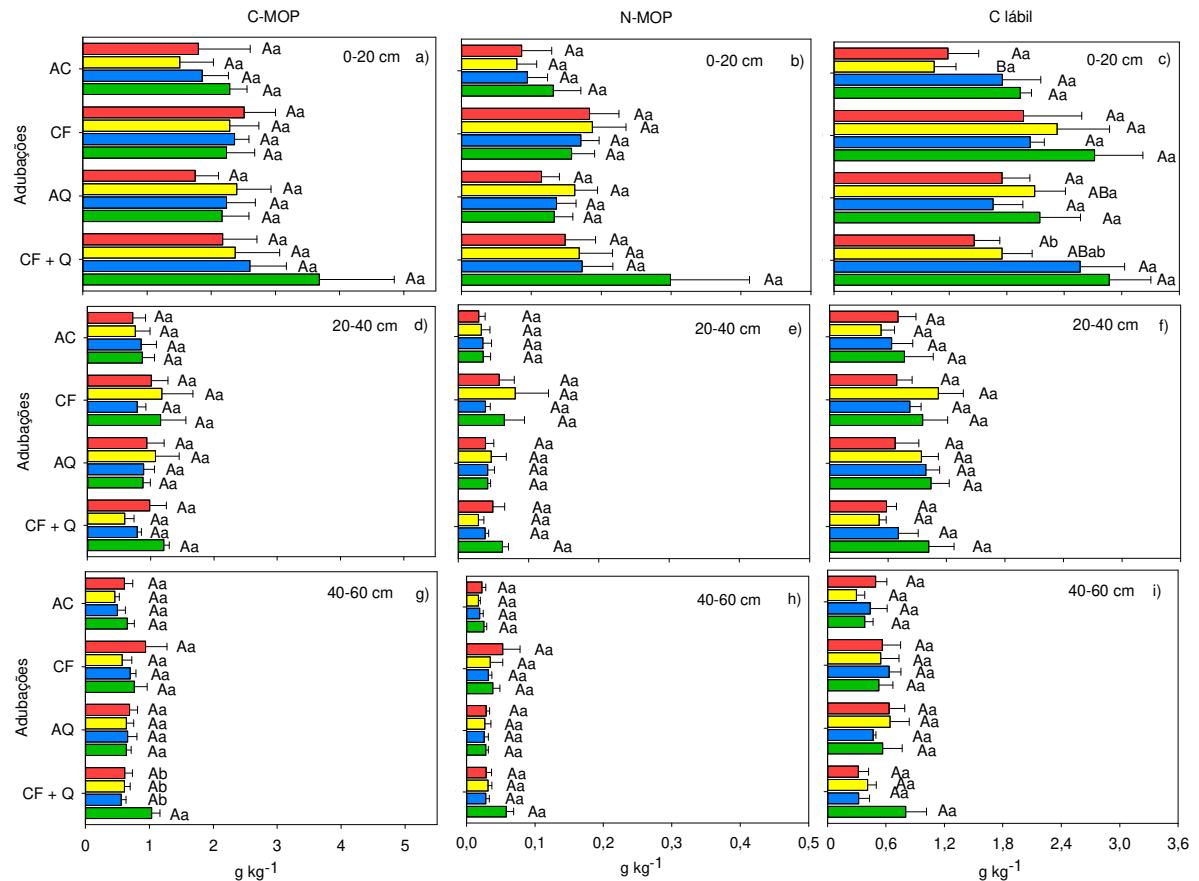 C-MOP N-MOP C lábil
0-20 cm a) 0-20 cm b) 0-20 cm c)
Adubações
AC
Aa Aa Aa
Aa Aa Ba
Aa Aa Aa
Aa Aa Aa
CF
Aa Aa Aa
Aa Aa Aa
Aa Aa Aa
Aa Aa Aa
AQ
Aa Aa Aa
Aa Aa ABa
Aa Aa Aa
Aa Aa Aa
CF + Q
Aa Aa Ab
Aa Aa ABab
Aa Aa Aa
Aa Aa Aa
20-40 cm d) 20-40 cm e) 20-40 cm f)
Adubações
AC
Aa Aa Aa
Aa Aa Aa
Aa Aa Aa
Aa Aa Aa
CF
Aa Aa Aa
Aa Aa Aa
Aa Aa Aa
Aa Aa Aa
AQ
Aa Aa Aa
Aa Aa Aa
Aa Aa Aa
Aa Aa Aa
CF + Q
Aa Aa Aa
Aa Aa Aa
Aa Aa Aa
Aa Aa Aa
40-60 cm g) 40-60 cm h) 40-60 cm i)
Adubações
AC
Aa Aa Aa
Aa Aa Aa
Aa Aa Aa
Aa Aa Aa
CF
Aa Aa Aa
Aa Aa Aa
Aa Aa Aa
Aa Aa Aa
AQ
Aa Aa Aa
Aa Aa Aa
Aa Aa Aa
Aa Aa Aa
CF + Q
Ab Aa Aa
Ab Aa Aa
Ab Aa Aa
Aa Aa Aa
0 1 2 3 4 5 0,0 0,1 0,2 0,3 0,4 0,5 0 0,6 1,2 1,8 2,4 3,0 3,6
g kg⁻¹ g kg⁻¹ g kg⁻¹